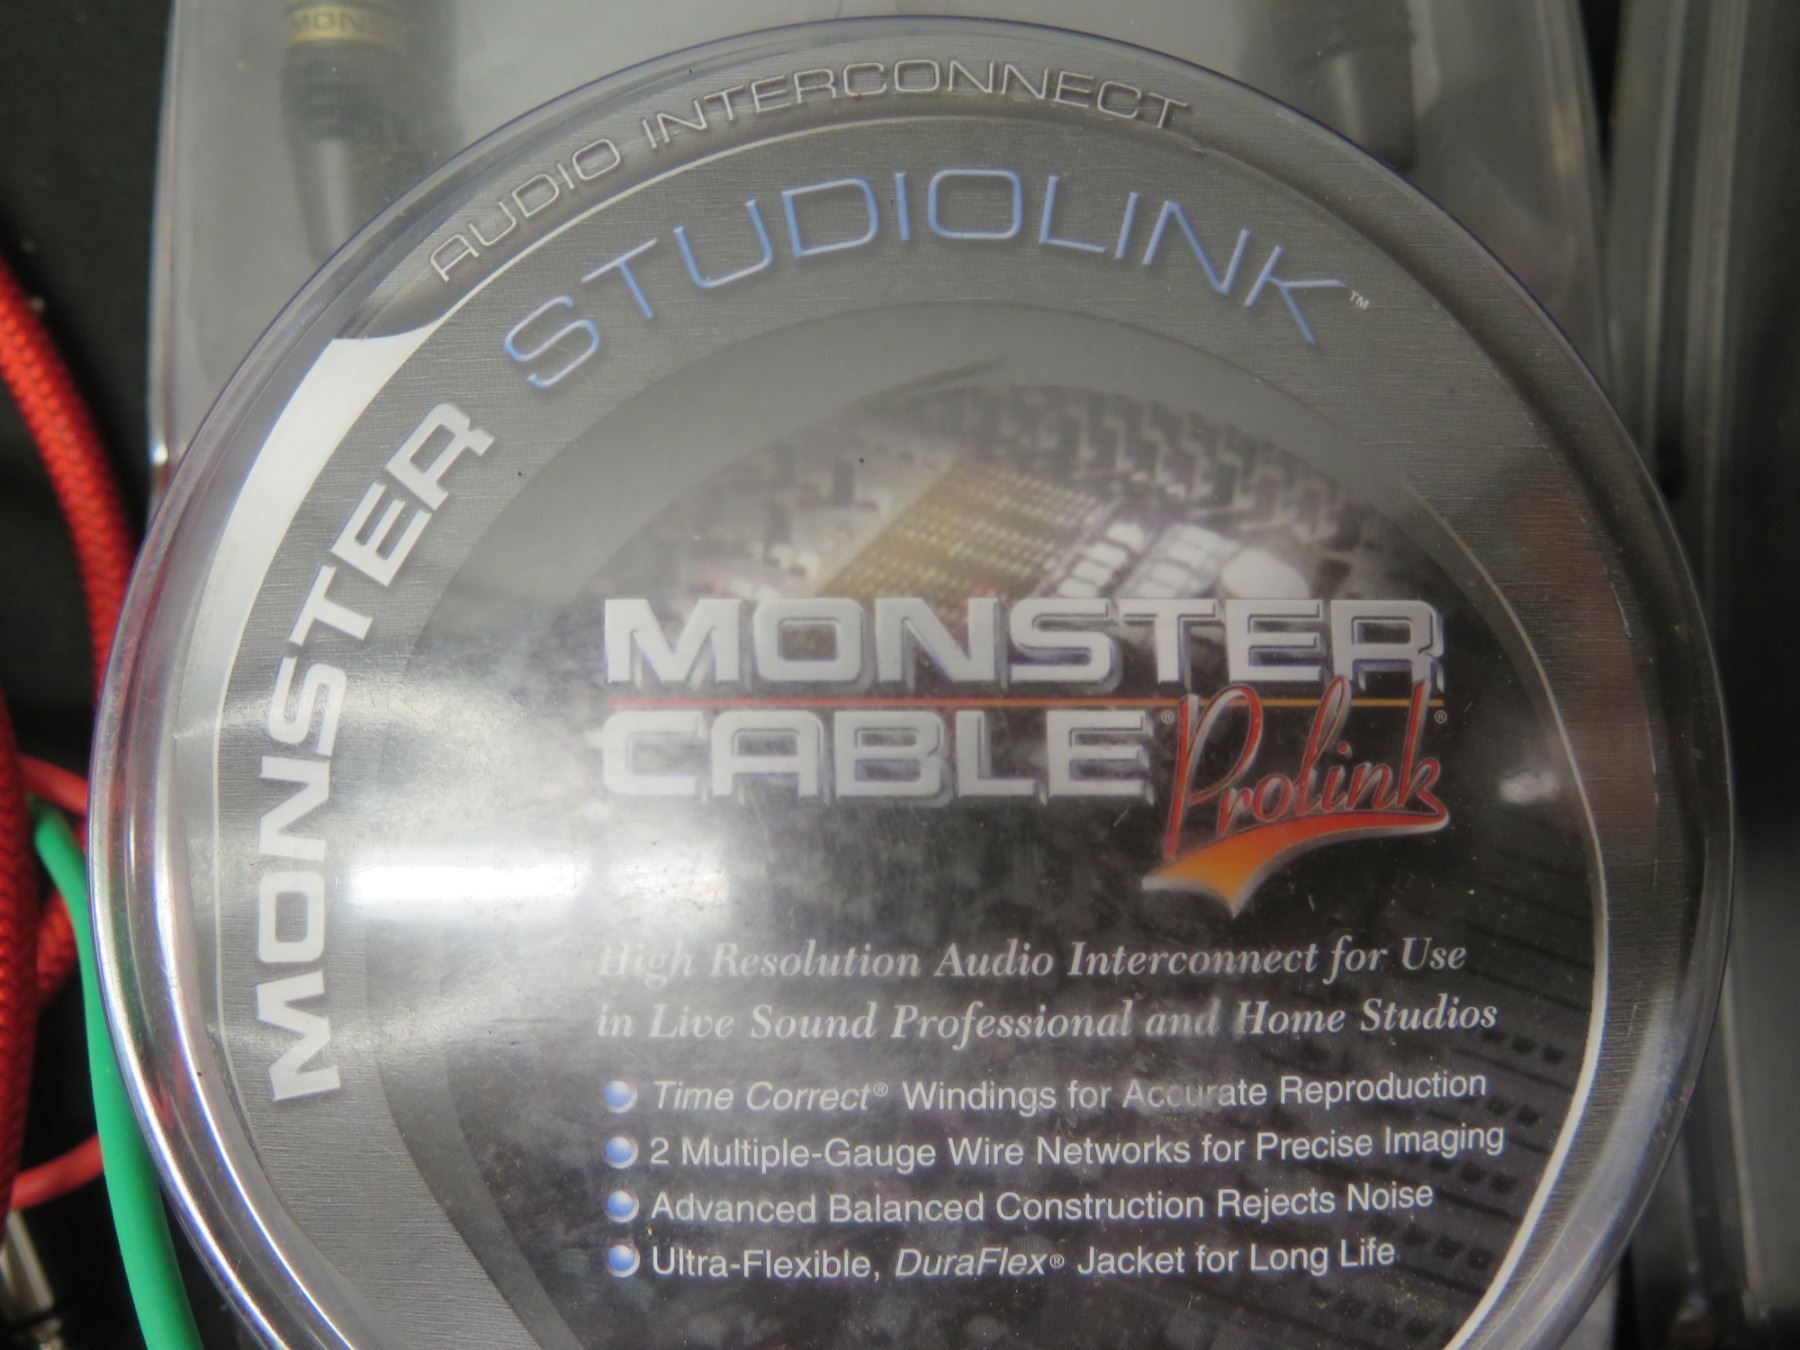 MONS
AUDIO INTERCONNECT
MONSTER STUDIOLINK™
MONSTER
CABLE® Prolink®
High Resolution Audio Interconnect for Use
in Live Sound Professional and Home Studios
Time Correct® Windings for Accurate Reproduction
2 Multiple-Gauge Wire Networks for Precise Imaging
Advanced Balanced Construction Rejects Noise
Ultra-Flexible, DuraFlex® Jacket for Long Life